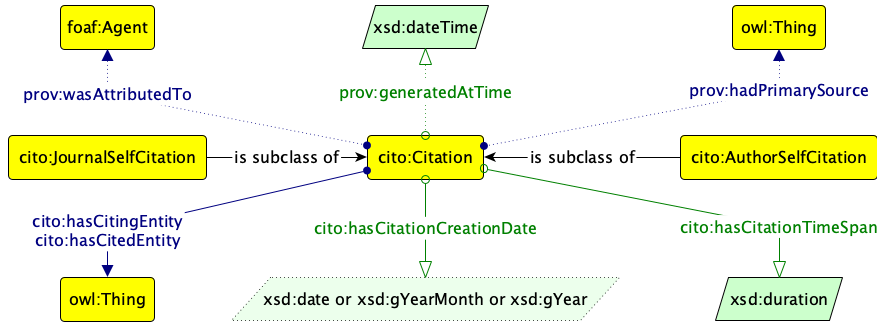 foaf:Agent
xsd:dateTime
owl:Thing
prov:wasAttributedTo
prov:generatedAtTime
prov:hadPrimarySource
cito:JournalSelfCitation
is subclass of
cito:Citation
is subclass of
cito:AuthorSelfCitation
cito:hasCitingEntity
cito:hasCitedEntity
cito:hasCitationCreationDate
cito:hasCitationTimeSpan
owl:Thing
xsd:date or xsd:gYearMonth or xsd:gYear
xsd:duration